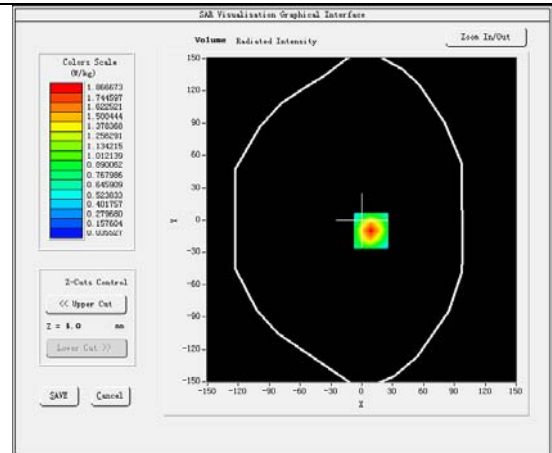 SAR Visualisation Graphical Interface
Volume Radiated Intensity
Zoom In/Out
Colors Scale
(W/kg)
1.866673
1.744597
1.622521
1.500444
1.378368
1.256291
1.134215
1.012139
0.890062
0.767986
0.645909
0.523833
0.401757
0.279680
0.157604
0.035527
150
120
90
60
30
0
-30
-60
-90
-120
-150
Y
-150 -120 -90 -60 -30 0 30 60 90 120 150
X
Z-Cuts Control
<< Upper Cut
Z = 4.0 mm
Lower Cut >>
SAVE Cancel